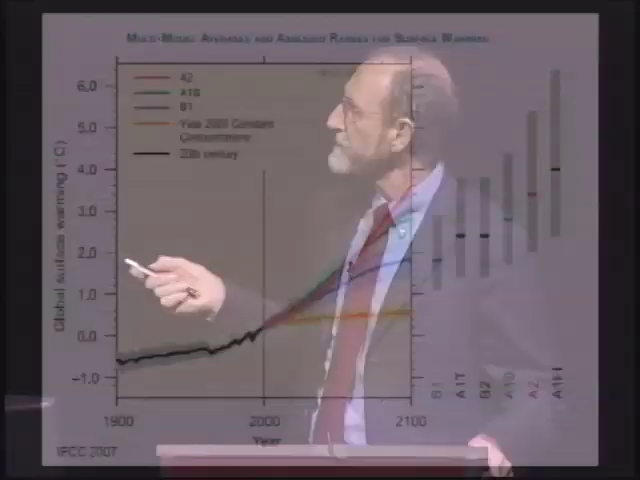 MULTI-MODEL AVERAGES AND ASSESSED RANGES FOR SURFACE WARMING
A2
A1B
B1
Year 2000 Constant
Concentrations
20th century
Global surface warming (°C)
6.0
5.0
4.0
3.0
2.0
1.0
0.0
−1.0
1900
2000
2100
Year
B1
A1T
B2
A1B
A2
A1FI
IPCC 2007